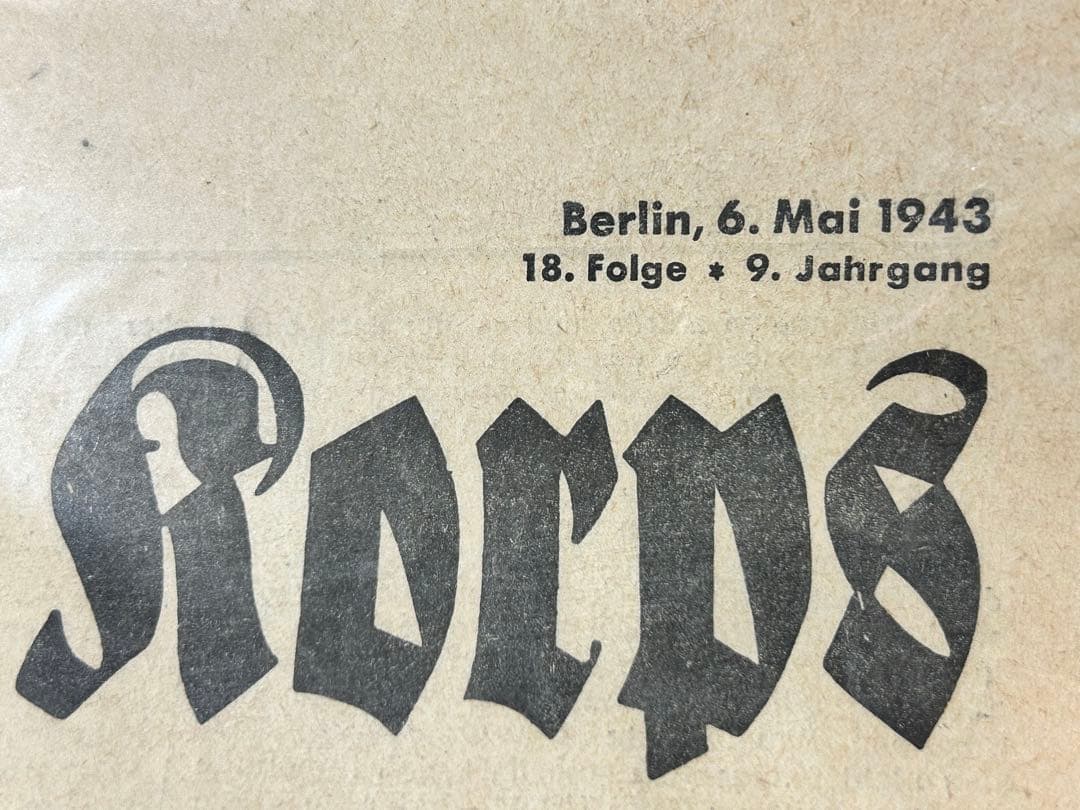 Berlin, 6. Mai 1943
18. Folge * 9. Jahrgang
Korps